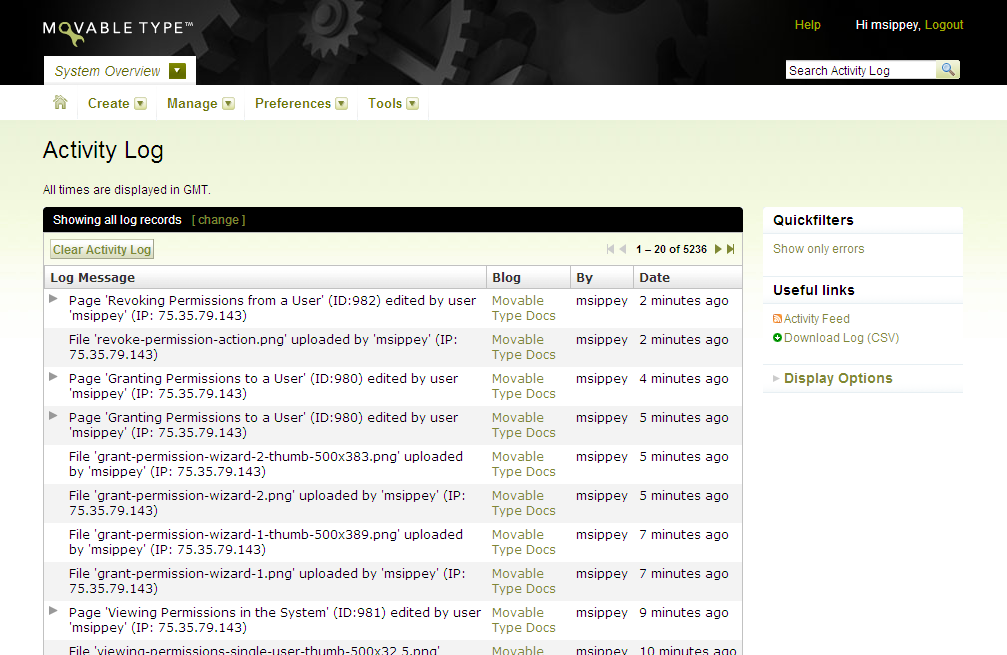 MOVABLE TYPE™
Help
Hi msippey, Logout
System Overview
Search Activity Log
Create
Manage
Preferences
Tools
Activity Log
All times are displayed in GMT.
Showing all log records [ change ]
Clear Activity Log
1 – 20 of 5236
Log Message Blog By Date
Page 'Revoking Permissions from a User' (ID:982) edited by user
'msippey' (IP: 75.35.79.143)
Movable
Type Docs
msippey
2 minutes ago
File 'revoke-permission-action.png' uploaded by 'msippey' (IP:
75.35.79.143)
Movable
Type Docs
msippey
2 minutes ago
Page 'Granting Permissions to a User' (ID:980) edited by user
'msippey' (IP: 75.35.79.143)
Movable
Type Docs
msippey
4 minutes ago
Page 'Granting Permissions to a User' (ID:980) edited by user
'msippey' (IP: 75.35.79.143)
Movable
Type Docs
msippey
5 minutes ago
File 'grant-permission-wizard-2-thumb-500x383.png' uploaded
by 'msippey' (IP: 75.35.79.143)
Movable
Type Docs
msippey
5 minutes ago
File 'grant-permission-wizard-2.png' uploaded by 'msippey' (IP:
75.35.79.143)
Movable
Type Docs
msippey
5 minutes ago
File 'grant-permission-wizard-1-thumb-500x389.png' uploaded
by 'msippey' (IP: 75.35.79.143)
Movable
Type Docs
msippey
7 minutes ago
File 'grant-permission-wizard-1.png' uploaded by 'msippey' (IP:
75.35.79.143)
Movable
Type Docs
msippey
7 minutes ago
Page 'Viewing Permissions in the System' (ID:981) edited by user
'msippey' (IP: 75.35.79.143)
Movable
Type Docs
msippey
9 minutes ago
File 'viewing-permissions-single-user-thumb-500x32 5.png'
Movable
msippey
10 minutes ago
Quickfilters
Show only errors
Useful links
Activity Feed
Download Log (CSV)
Display Options